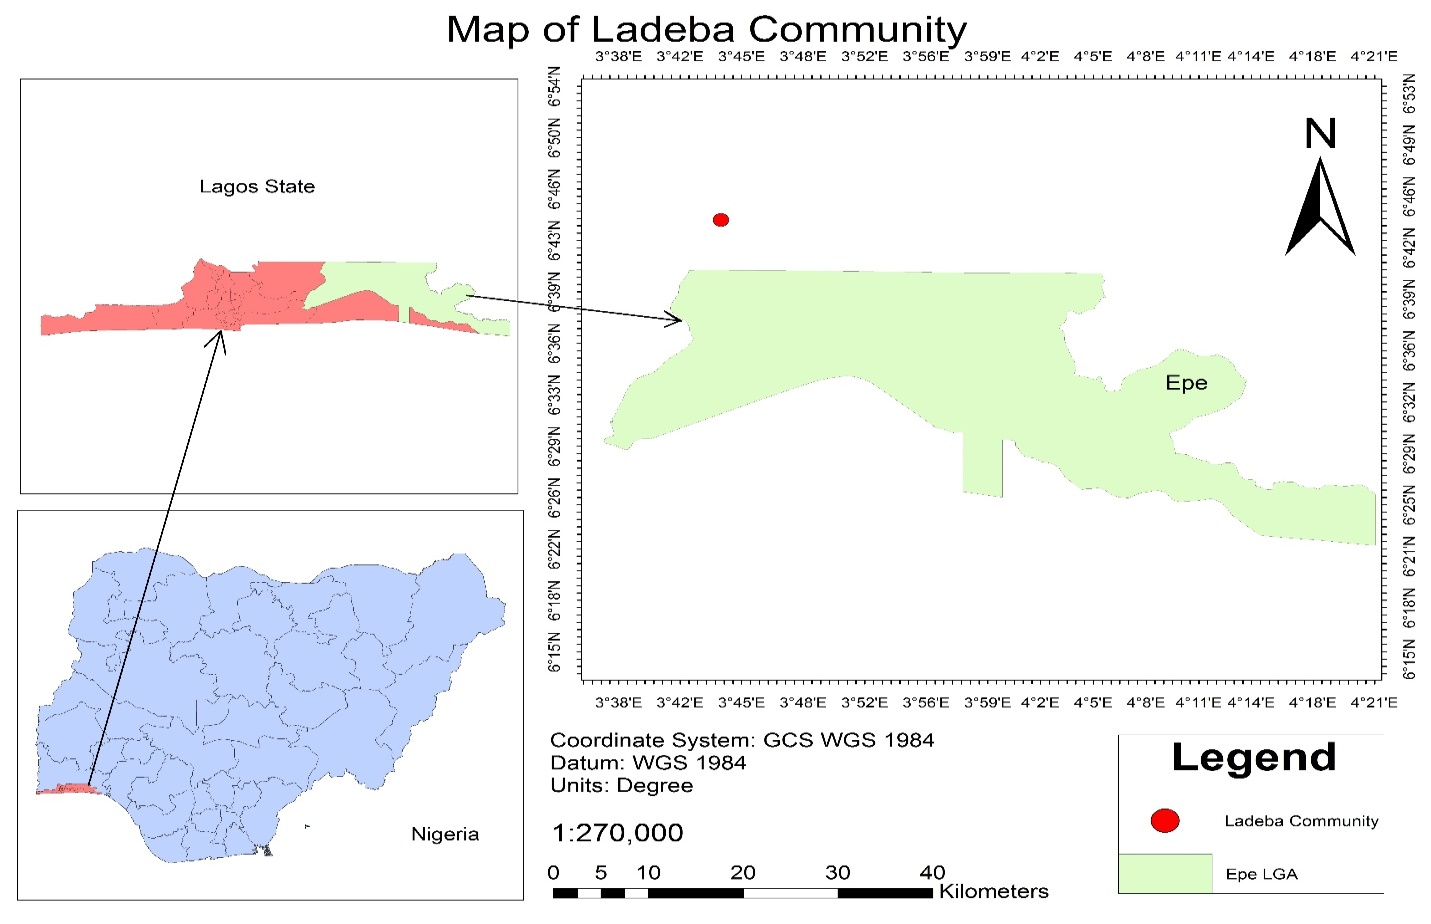 Map of Ladeba Community
3°38'E 3°42'E 3°45'E 3°48'E 3°52'E 3°56'E 3°59'E 4°2'E 4°5'E 4°8'E 4°11'E 4°14'E 4°18'E 4°21'E
6°54'N
6°50'N
6°46'N
6°43'N
6°39'N
6°36'N
6°33'N
6°29'N
6°26'N
6°22'N
6°18'N
6°15'N
6°53'N
6°49'N
6°46'N
6°42'N
6°39'N
6°36'N
6°32'N
6°29'N
6°25'N
6°21'N
6°18'N
6°15'N
Lagos State
N
Epe
Nigeria
3°38'E 3°42'E 3°45'E 3°48'E 3°52'E 3°56'E 3°59'E 4°2'E 4°5'E 4°8'E 4°11'E 4°14'E 4°18'E 4°21'E
Coordinate System: GCS WGS 1984
Datum: WGS 1984
Units: Degree
1:270,000
0 5 10 20 30 40
Kilometers
Legend
Ladeba Community
Epe LGA